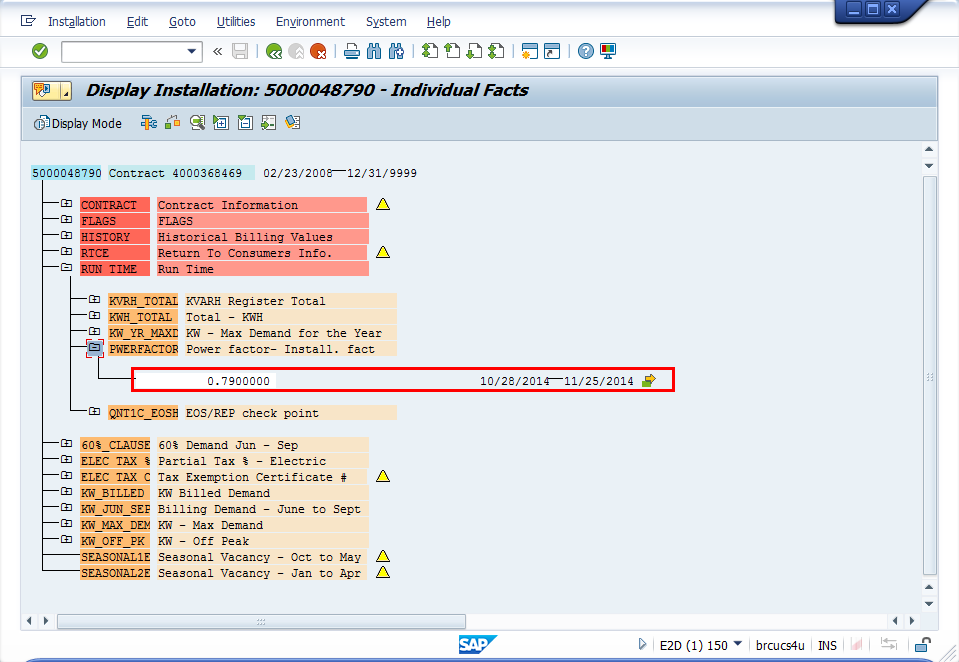 Installation Edit Goto Utilities Environment System Help
Display Installation: 5000048790 - Individual Facts
Display Mode
5000048790 Contract 4000368469 02/23/2008—12/31/9999
CONTRACT Contract Information
FLAGS FLAGS
HISTORY Historical Billing Values
RTCE Return To Consumers Info.
RUN TIME Run Time
KVRH_TOTAL KVARH Register Total
KWH_TOTAL Total - KWH
KW_YR_MAXD KW - Max Demand for the Year
PWERFACTOR Power factor- Install. fact
0.7900000 10/28/2014—11/25/2014
QNT1C_EOSH EOS/REP check point
60%_CLAUSE 60% Demand Jun - Sep
ELEC TAX % Partial Tax % - Electric
ELEC TAX C Tax Exemption Certificate #
KW_BILLED KW Billed Demand
KW_JUN_SEP Billing Demand - June to Sept
KW_MAX_DEM KW - Max Demand
KW_OFF_PK KW - Off Peak
SEASONAL1E Seasonal Vacancy - Oct to May
SEASONAL2E Seasonal Vacancy - Jan to Apr
SAP E2D (1) 150 brcucs4u INS